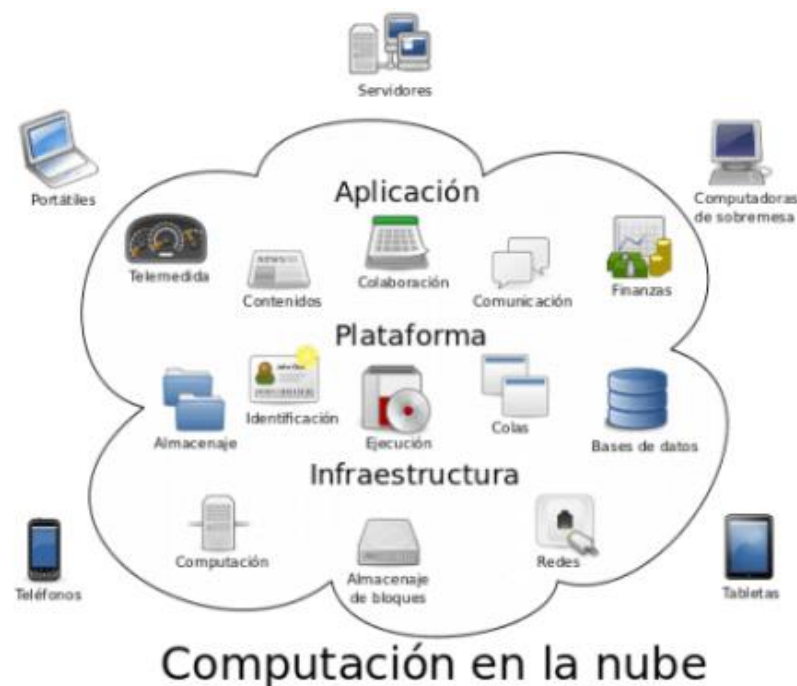 Servidores
Portátiles
Computadoras
de sobremesa
Aplicación
Telemedida
Contenidos
Colaboración
Comunicación
Finanzas
Plataforma
Almacenaje
Identificación
Ejecución
Colas
Bases de datos
Infraestructura
Computación
Almacenaje
de bloques
Redes
Teléfonos
Tabletas
Computación en la nube